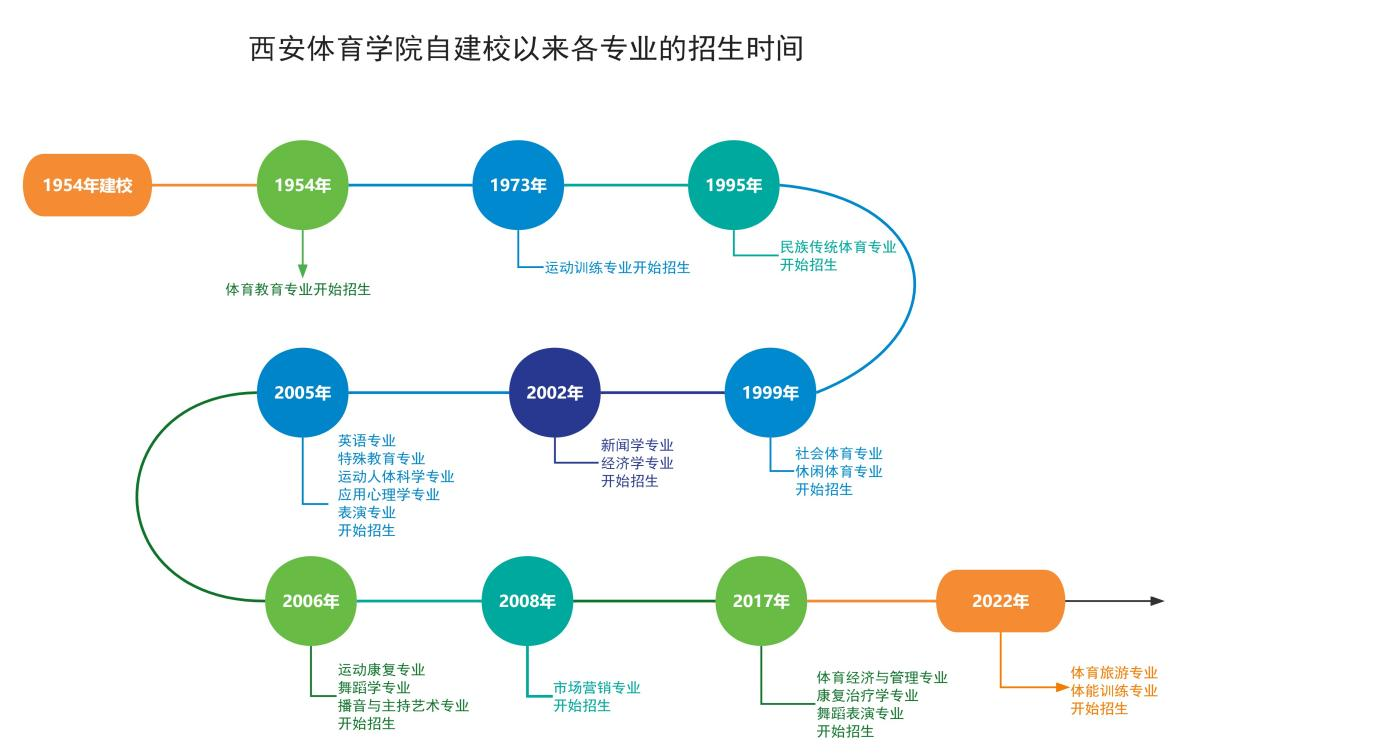 西安体育学院自建校以来各专业的招生时间
1954年建校
1954年
1973年
1995年
体育教育专业开始招生
运动训练专业开始招生
民族传统体育专业
开始招生
2005年
2002年
1999年
英语专业
特殊教育专业
运动人体科学专业
应用心理学专业
表演专业
开始招生
新闻学专业
经济学专业
开始招生
社会体育专业
休闲体育专业
开始招生
2006年
2008年
2017年
2022年
运动康复专业
舞蹈学专业
播音与主持艺术专业
开始招生
市场营销专业
开始招生
体育经济与管理专业
康复治疗学专业
舞蹈表演专业
开始招生
体育旅游专业
体能训练专业
开始招生